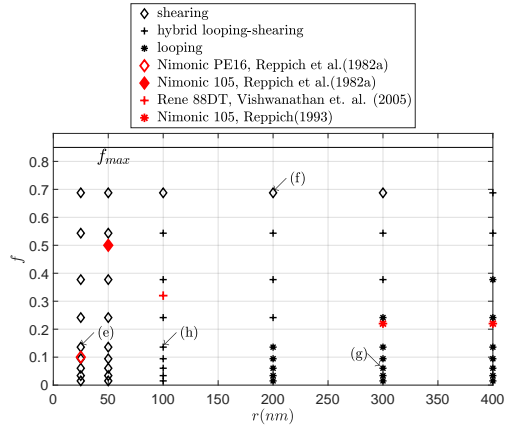 shearing
hybrid looping-shearing
looping
Nimonic PE16, Reppich et al.(1982a)
Nimonic 105, Reppich et al.(1982a)
Rene 88DT, Vishwanathan et. al. (2005)
Nimonic 105, Reppich(1993)
f_max
0.8
(f)
0.7
0.6
0.5
f
0.4
0.3
0.2
(e)
(h)
(g)
0.1
0
0 50 100 150 200 250 300 350 400
r(nm)